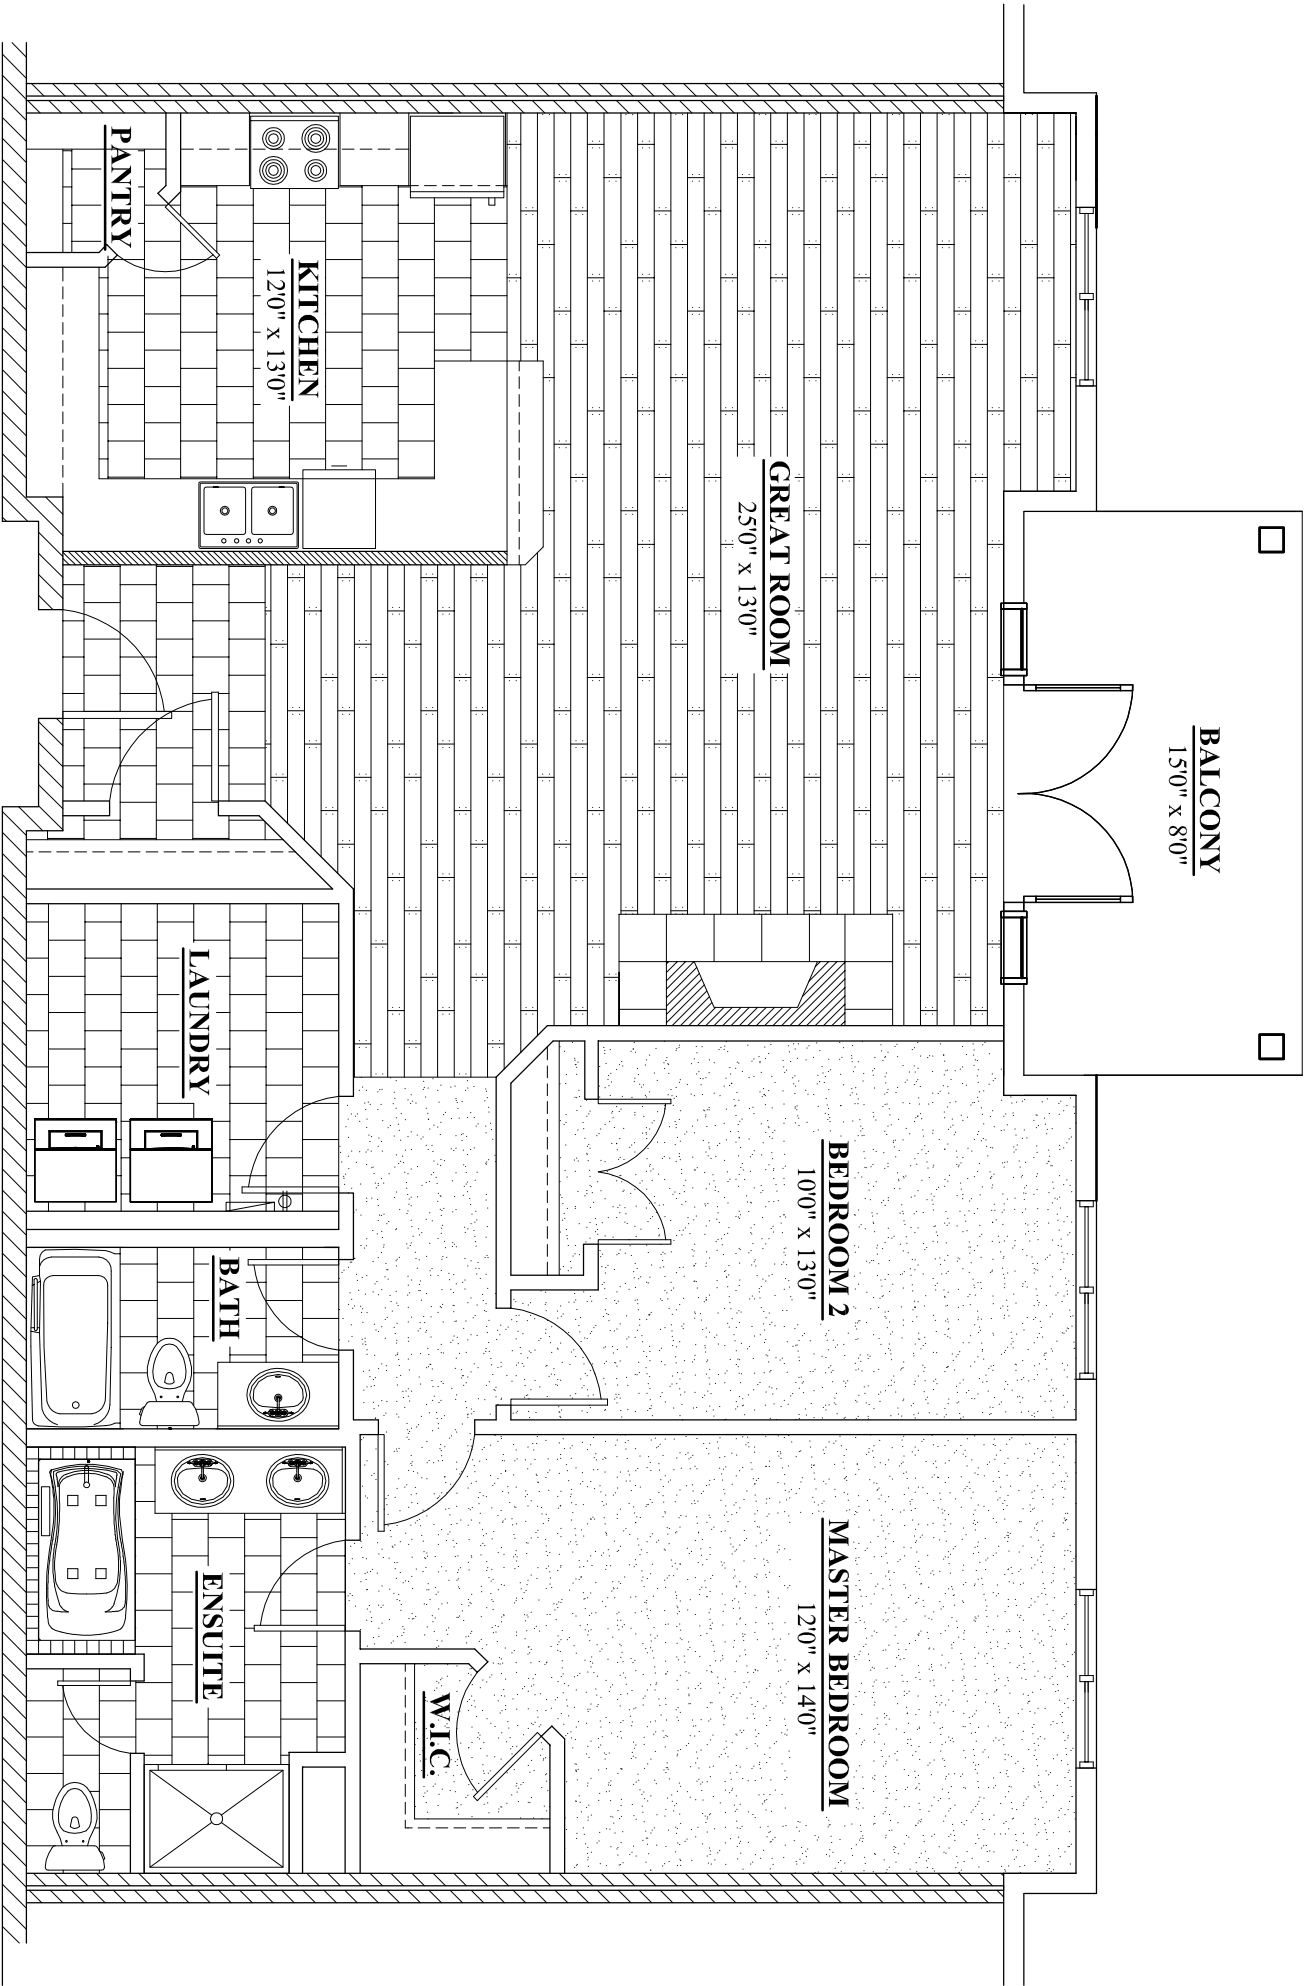 BALCONY
15'0" x 8'0"
GREAT ROOM
25'0" x 13'0"
BEDROOM 2
10'0" x 13'0"
MASTER BEDROOM
12'0" x 14'0"
KITCHEN
12'0" x 13'0"
PANTRY
LAUNDRY
BATH
ENSUITE
W.I.C.